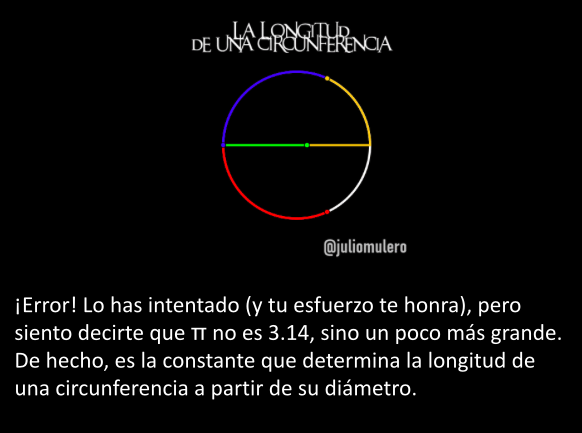 LA LONGITUD
DE UNA CIRCUNFERENCIA
@juliomulero
¡Error! Lo has intentado (y tu esfuerzo te honra), pero
siento decirte que π no es 3.14, sino un poco más grande.
De hecho, es la constante que determina la longitud de
una circunferencia a partir de su diámetro.